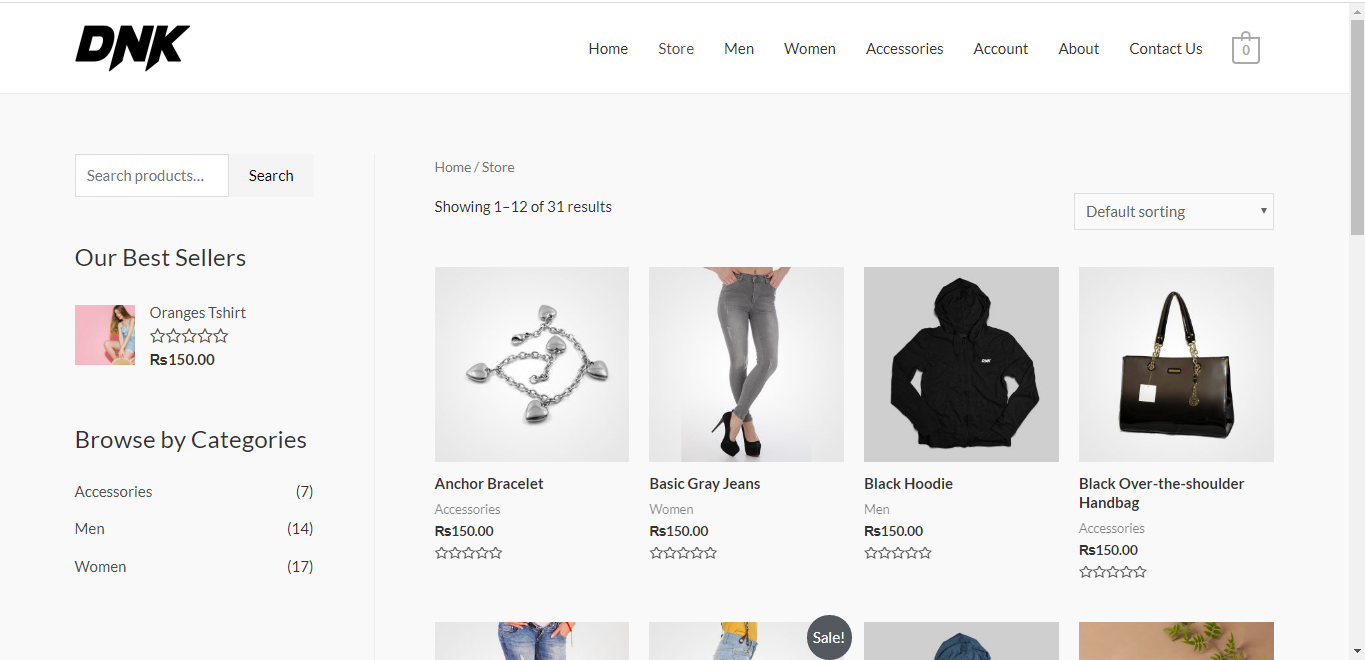 DNK
Home Store Men Women Accessories Account About Contact Us 0
Search products... Search
Our Best Sellers
Oranges Tshirt
₨150.00
Browse by Categories
Accessories (7)
Men (14)
Women (17)
Home / Store
Showing 1–12 of 31 results
Default sorting
DNK
Anchor Bracelet
Accessories
₨150.00
Basic Gray Jeans
Women
₨150.00
Black Hoodie
Men
₨150.00
Black Over-the-shoulder
Handbag
Accessories
₨150.00
Sale!